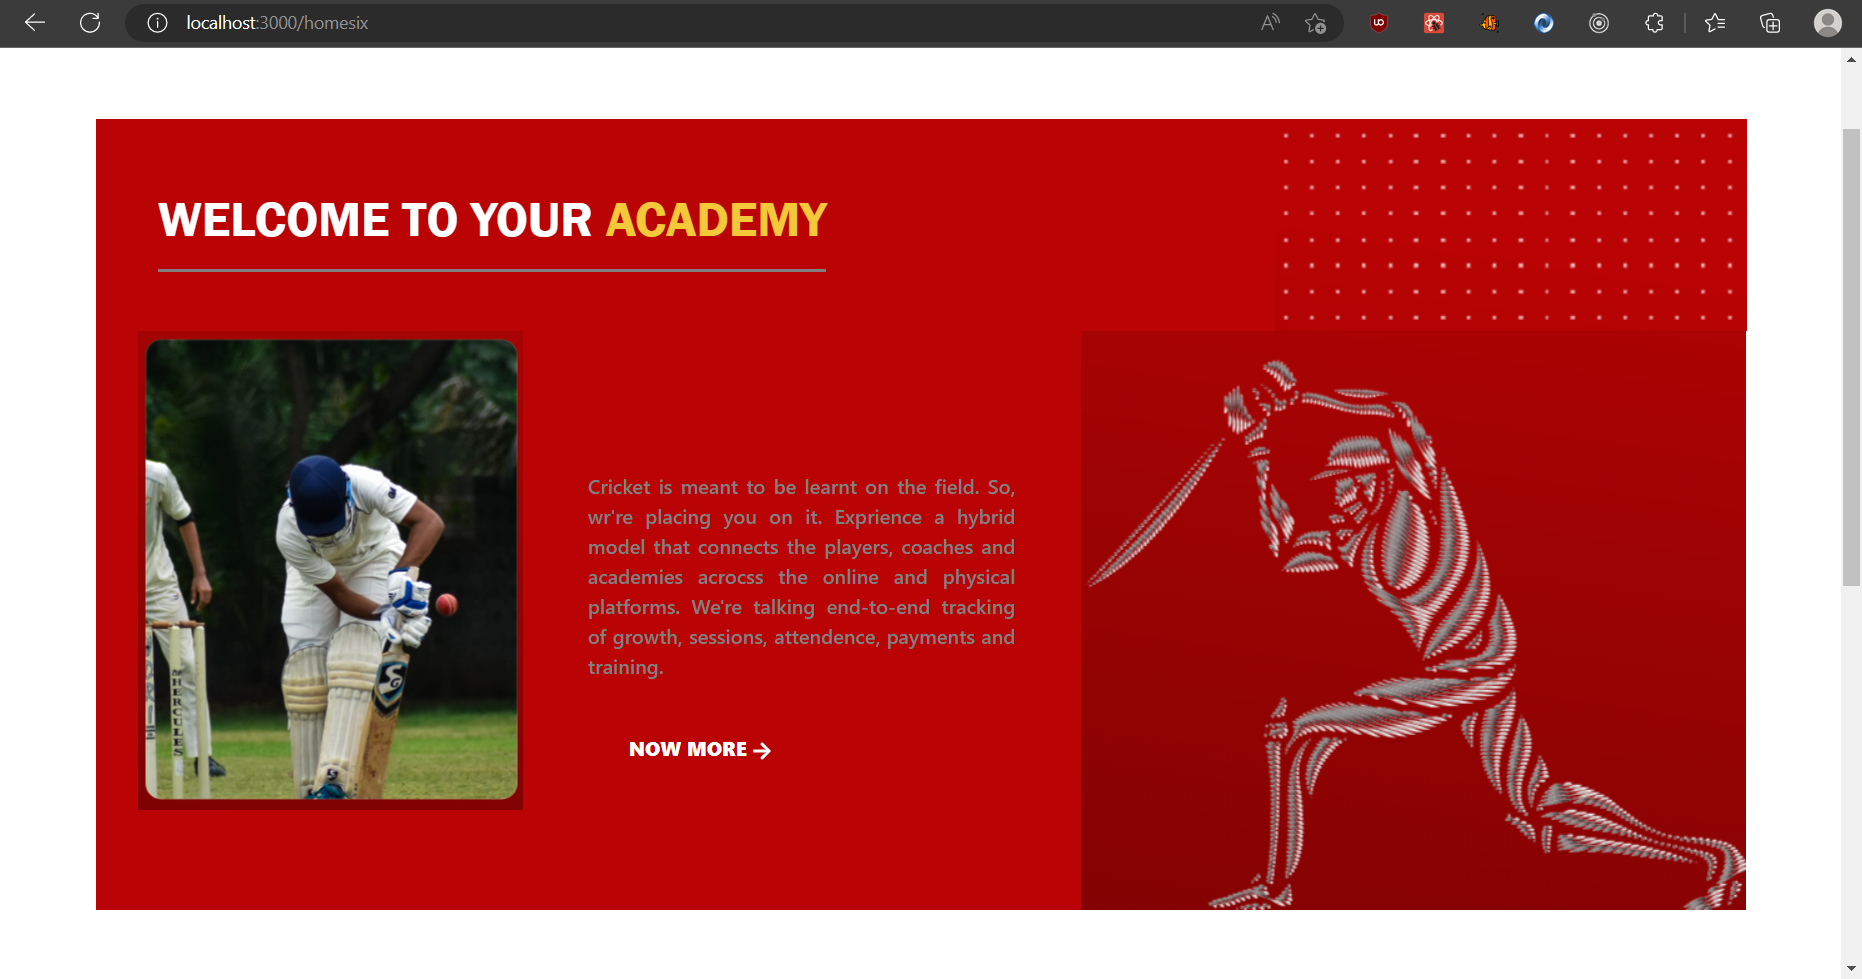 localhost:3000/homesix
WELCOME TO YOUR ACADEMY
Cricket is meant to be learnt on the field. So,
wr're placing you on it. Exprience a hybrid
model that connects the players, coaches and
academies acrocss the online and physical
platforms. We're talking end-to-end tracking
of growth, sessions, attendence, payments and
training.
HERCULES
SG
S
NOW MORE